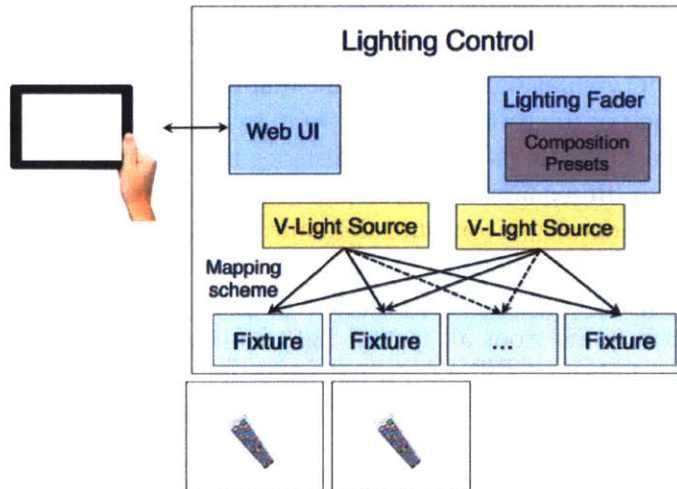 Lighting Control
Web UI
Lighting Fader
Composition
Presets
V-Light Source
V-Light Source
Mapping
scheme
Fixture
Fixture
...
Fixture